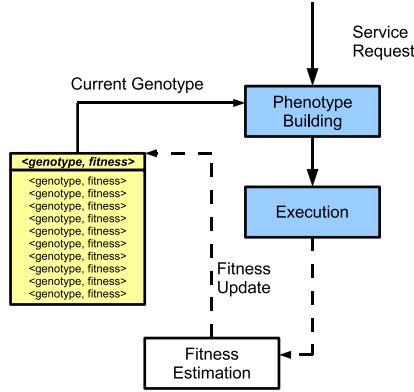 Service
Request
Current Genotype
Phenotype
Building
<genotype, fitness>
<genotype, fitness>
<genotype, fitness>
<genotype, fitness>
<genotype, fitness>
<genotype, fitness>
<genotype, fitness>
<genotype, fitness>
<genotype, fitness>
<genotype, fitness>
<genotype, fitness>
Execution
Fitness
Update
Fitness
Estimation